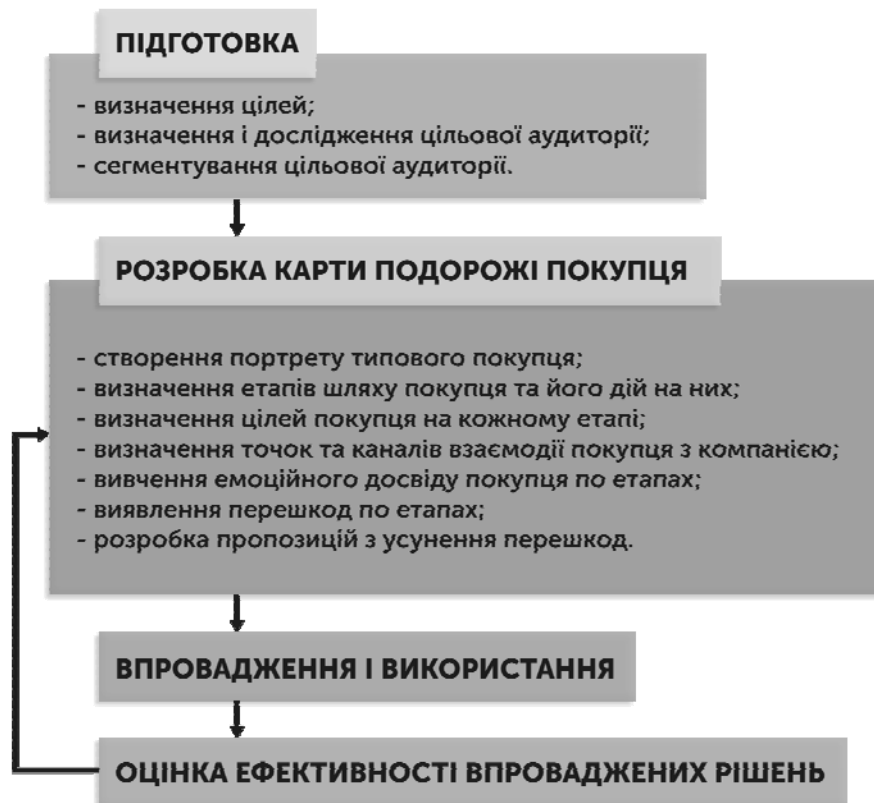 ПІДГОТОВКА
- визначення цілей;
- визначення і дослідження цільової аудиторії;
- сегментування цільової аудиторії.
РОЗРОБКА КАРТИ ПОДОРОЖІ ПОКУПЦЯ
- створення портрету типового покупця;
- визначення етапів шляху покупця та його дій на них;
- визначення цілей покупця на кожному етапі;
- визначення точок та каналів взаємодії покупця з компанією;
- вивчення емоційного досвіду покупця по етапах;
- виявлення перешкод по етапах;
- розробка пропозицій з усунення перешкод.
ВПРОВАДЖЕННЯ І ВИКОРИСТАННЯ
ОЦІНКА ЕФЕКТИВНОСТІ ВПРОВАДЖЕНИХ РІШЕНЬ